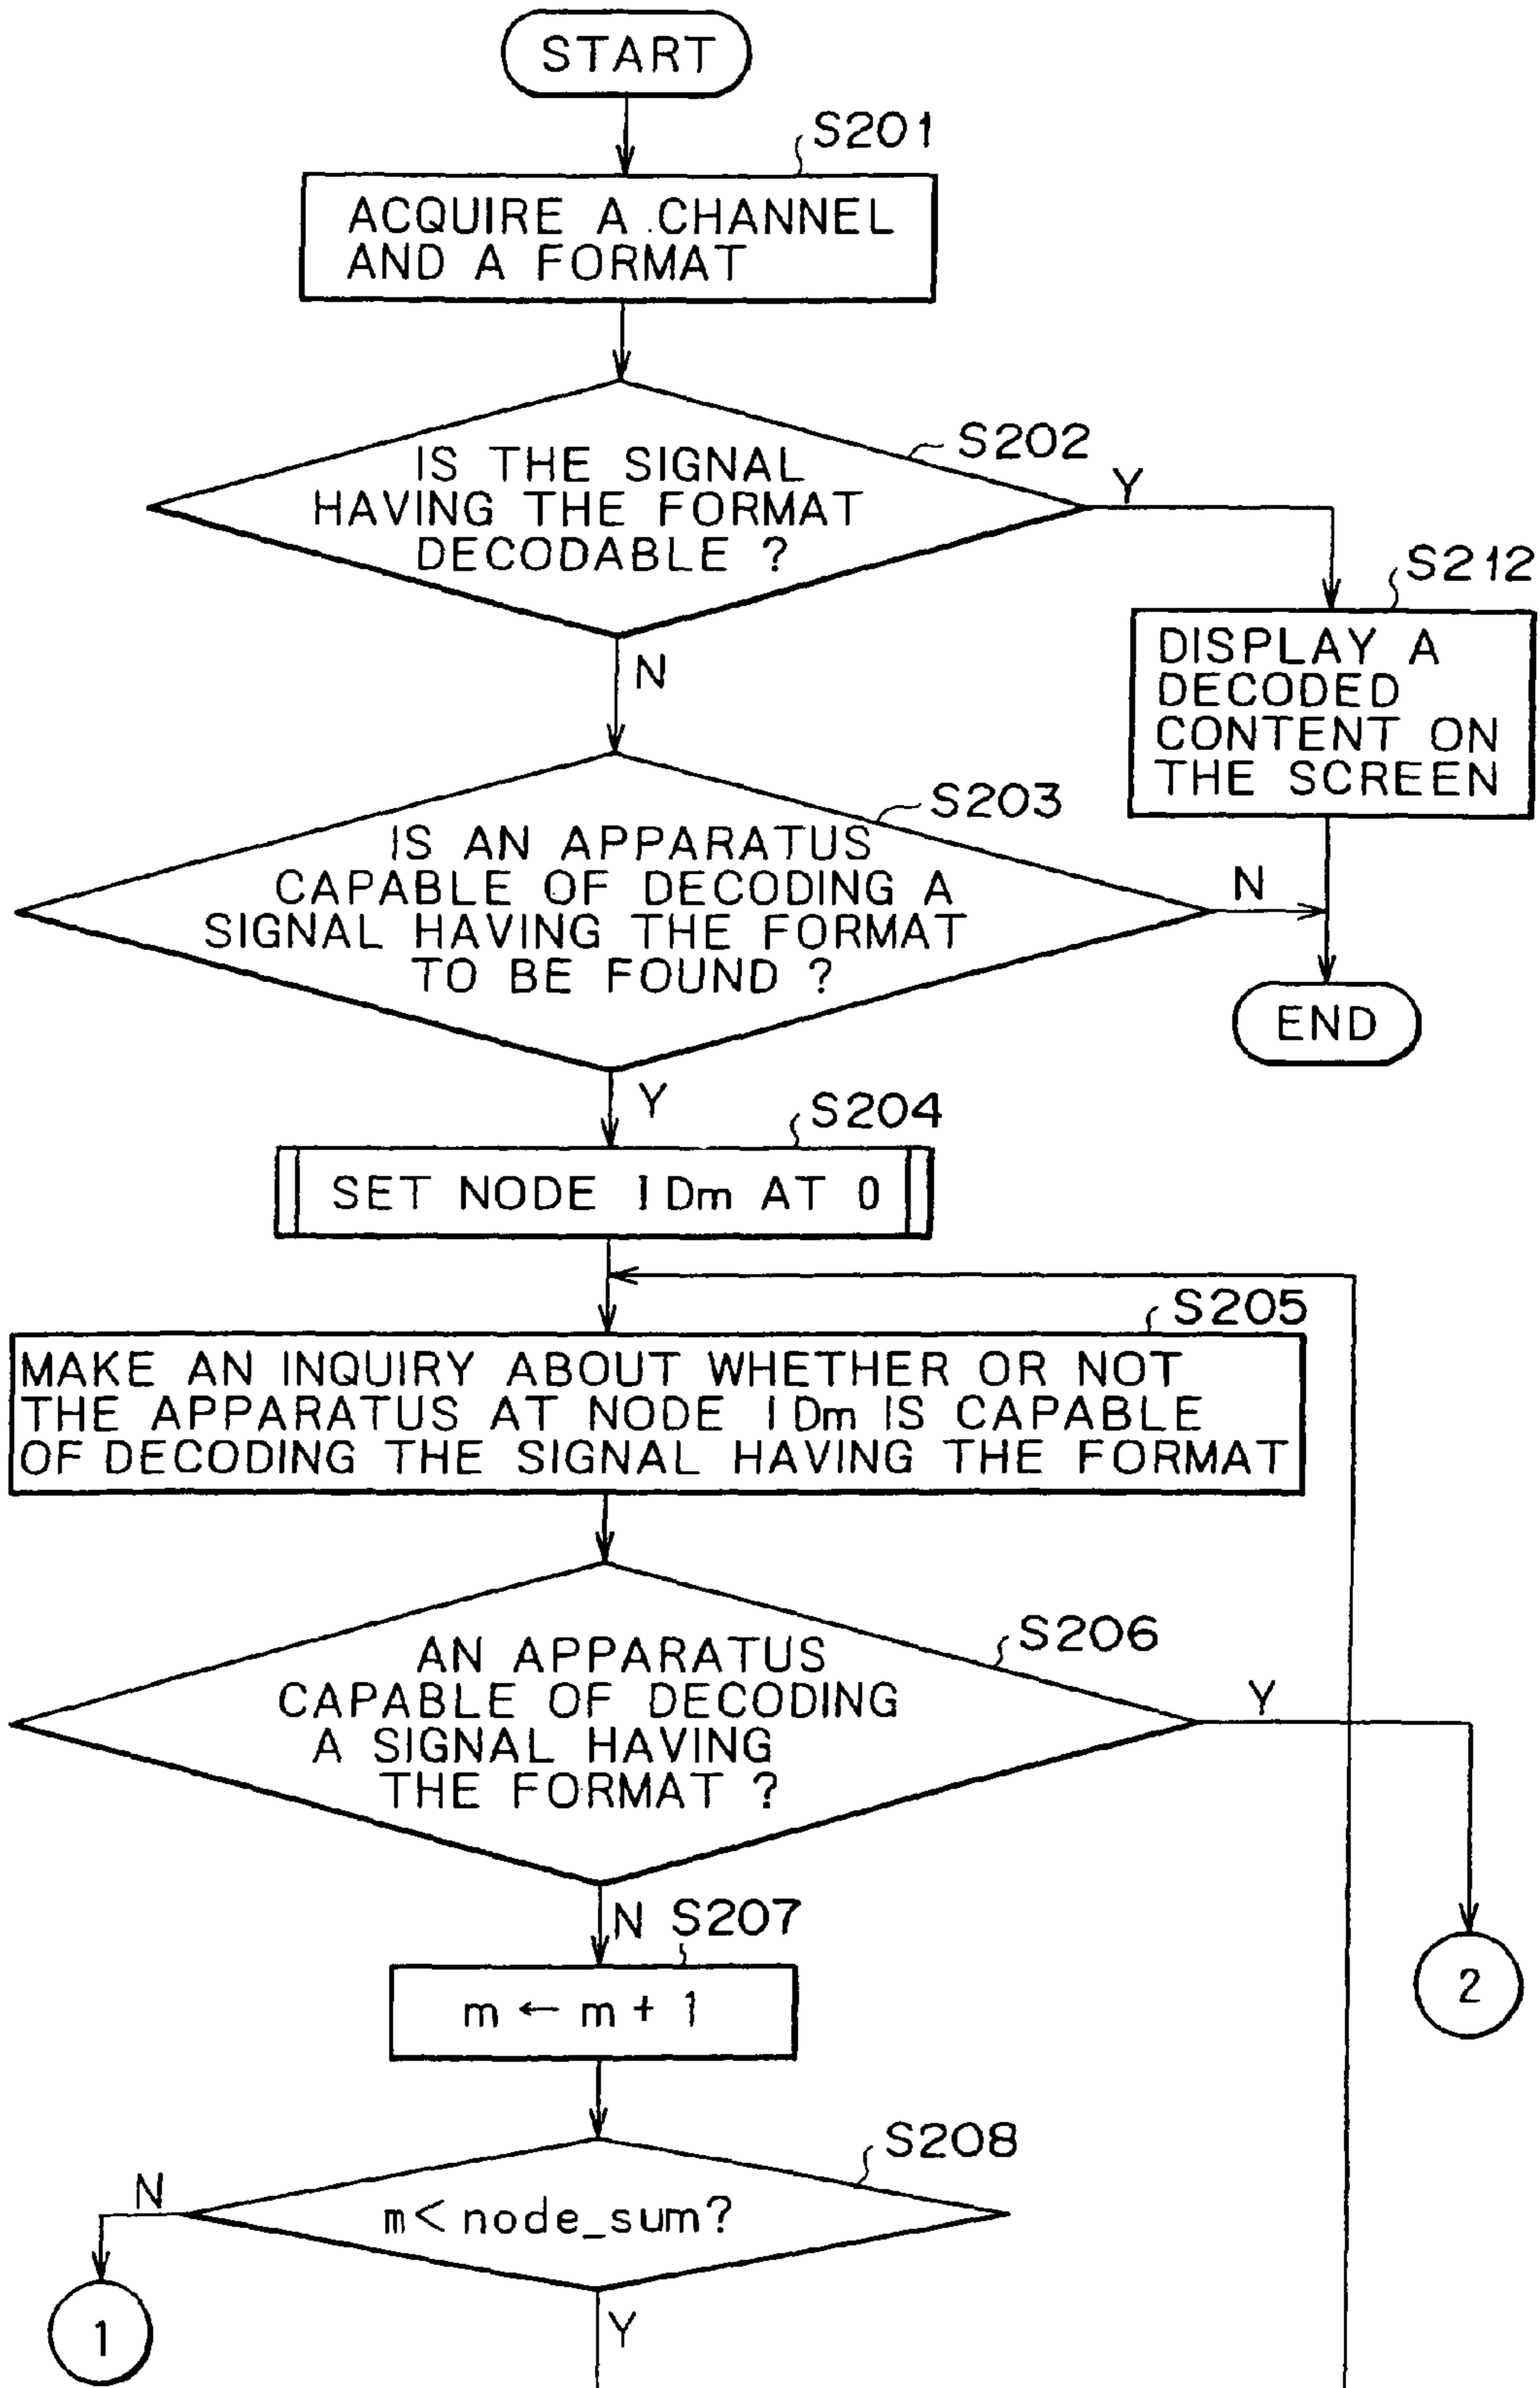 START
S201
ACQUIRE A CHANNEL
AND A FORMAT
S202
IS THE SIGNAL
HAVING THE FORMAT
DECODABLE ?
Y
S212
DISPLAY A
DECODED
CONTENT ON
THE SCREEN
N
S203
IS AN APPARATUS
CAPABLE OF DECODING A
SIGNAL HAVING THE FORMAT
TO BE FOUND ?
N
END
Y
S204
SET NODE IDm AT 0
S205
MAKE AN INQUIRY ABOUT WHETHER OR NOT
THE APPARATUS AT NODE IDm IS CAPABLE
OF DECODING THE SIGNAL HAVING THE FORMAT
S206
AN APPARATUS
CAPABLE OF DECODING
A SIGNAL HAVING
THE FORMAT ?
Y
N
S207
m ← m + 1
2
S208
m < node_sum?
N
1
Y